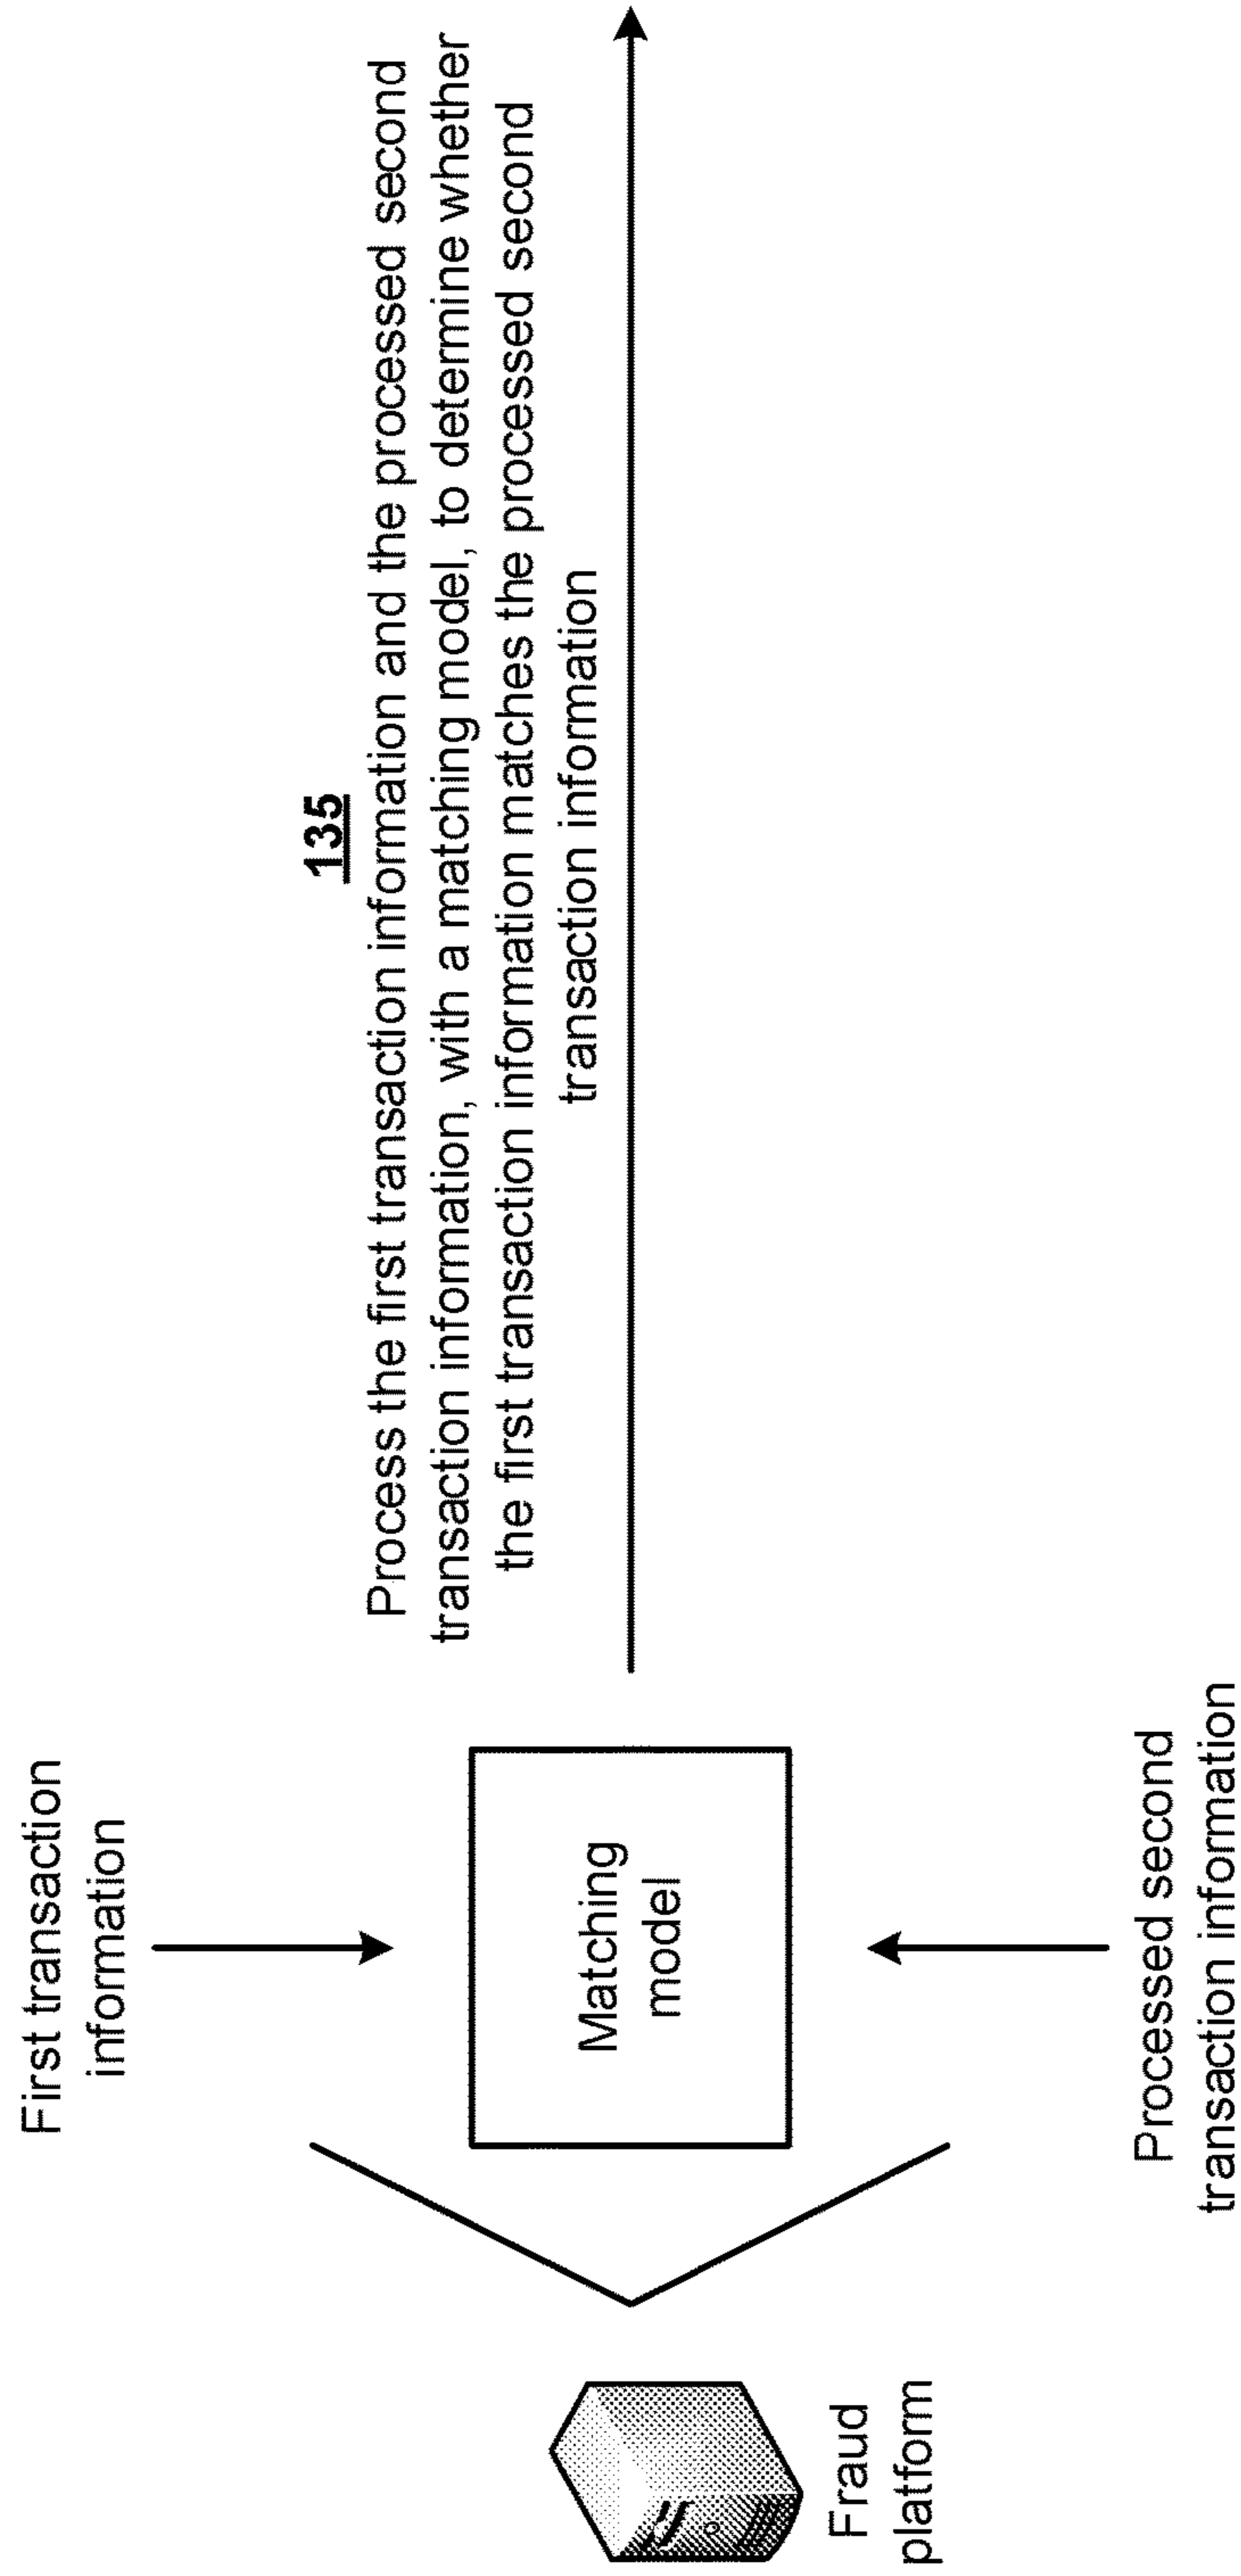 First transaction
information
135
Process the first transaction information and the processed second
transaction information, with a matching model, to determine whether
the first transaction information matches the processed second
transaction information
Matching
model
Fraud
platform
Processed second
transaction information